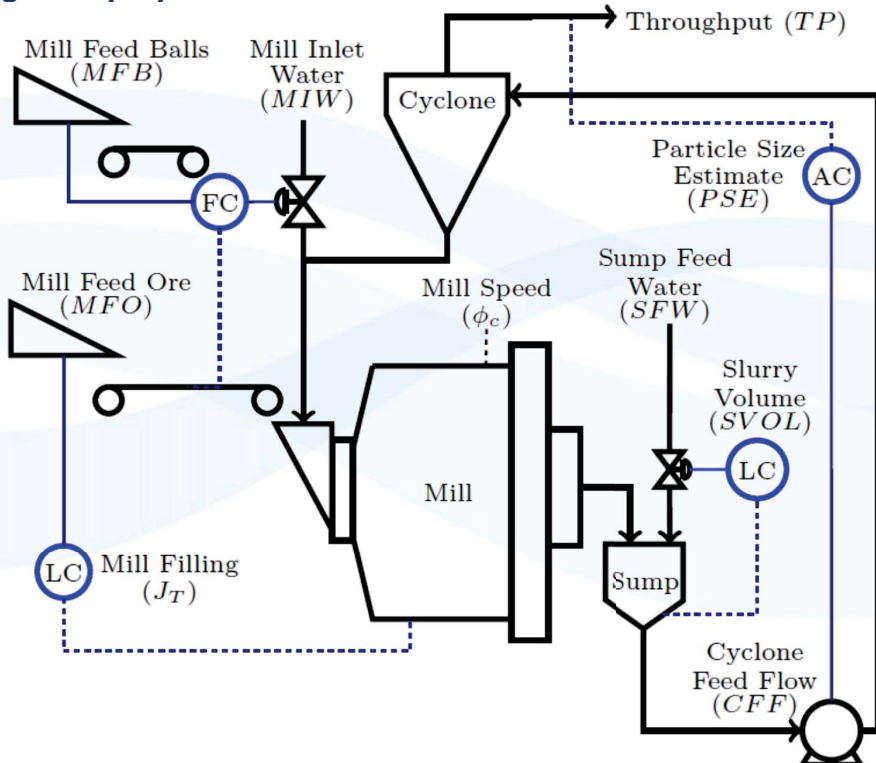 Throughput (TP)
Mill Feed Balls
(MFB)
Mill Inlet
Water
(MIW)
Cyclone
Particle Size
Estimate
(PSE)
AC
FC
Mill Feed Ore
(MFO)
Mill Speed
(ϕ_c)
Sump Feed
Water
(SFW)
Slurry
Volume
(SVOL)
LC
Mill
LC
Mill Filling
(J_T)
Sump
Cyclone
Feed Flow
(CFF)